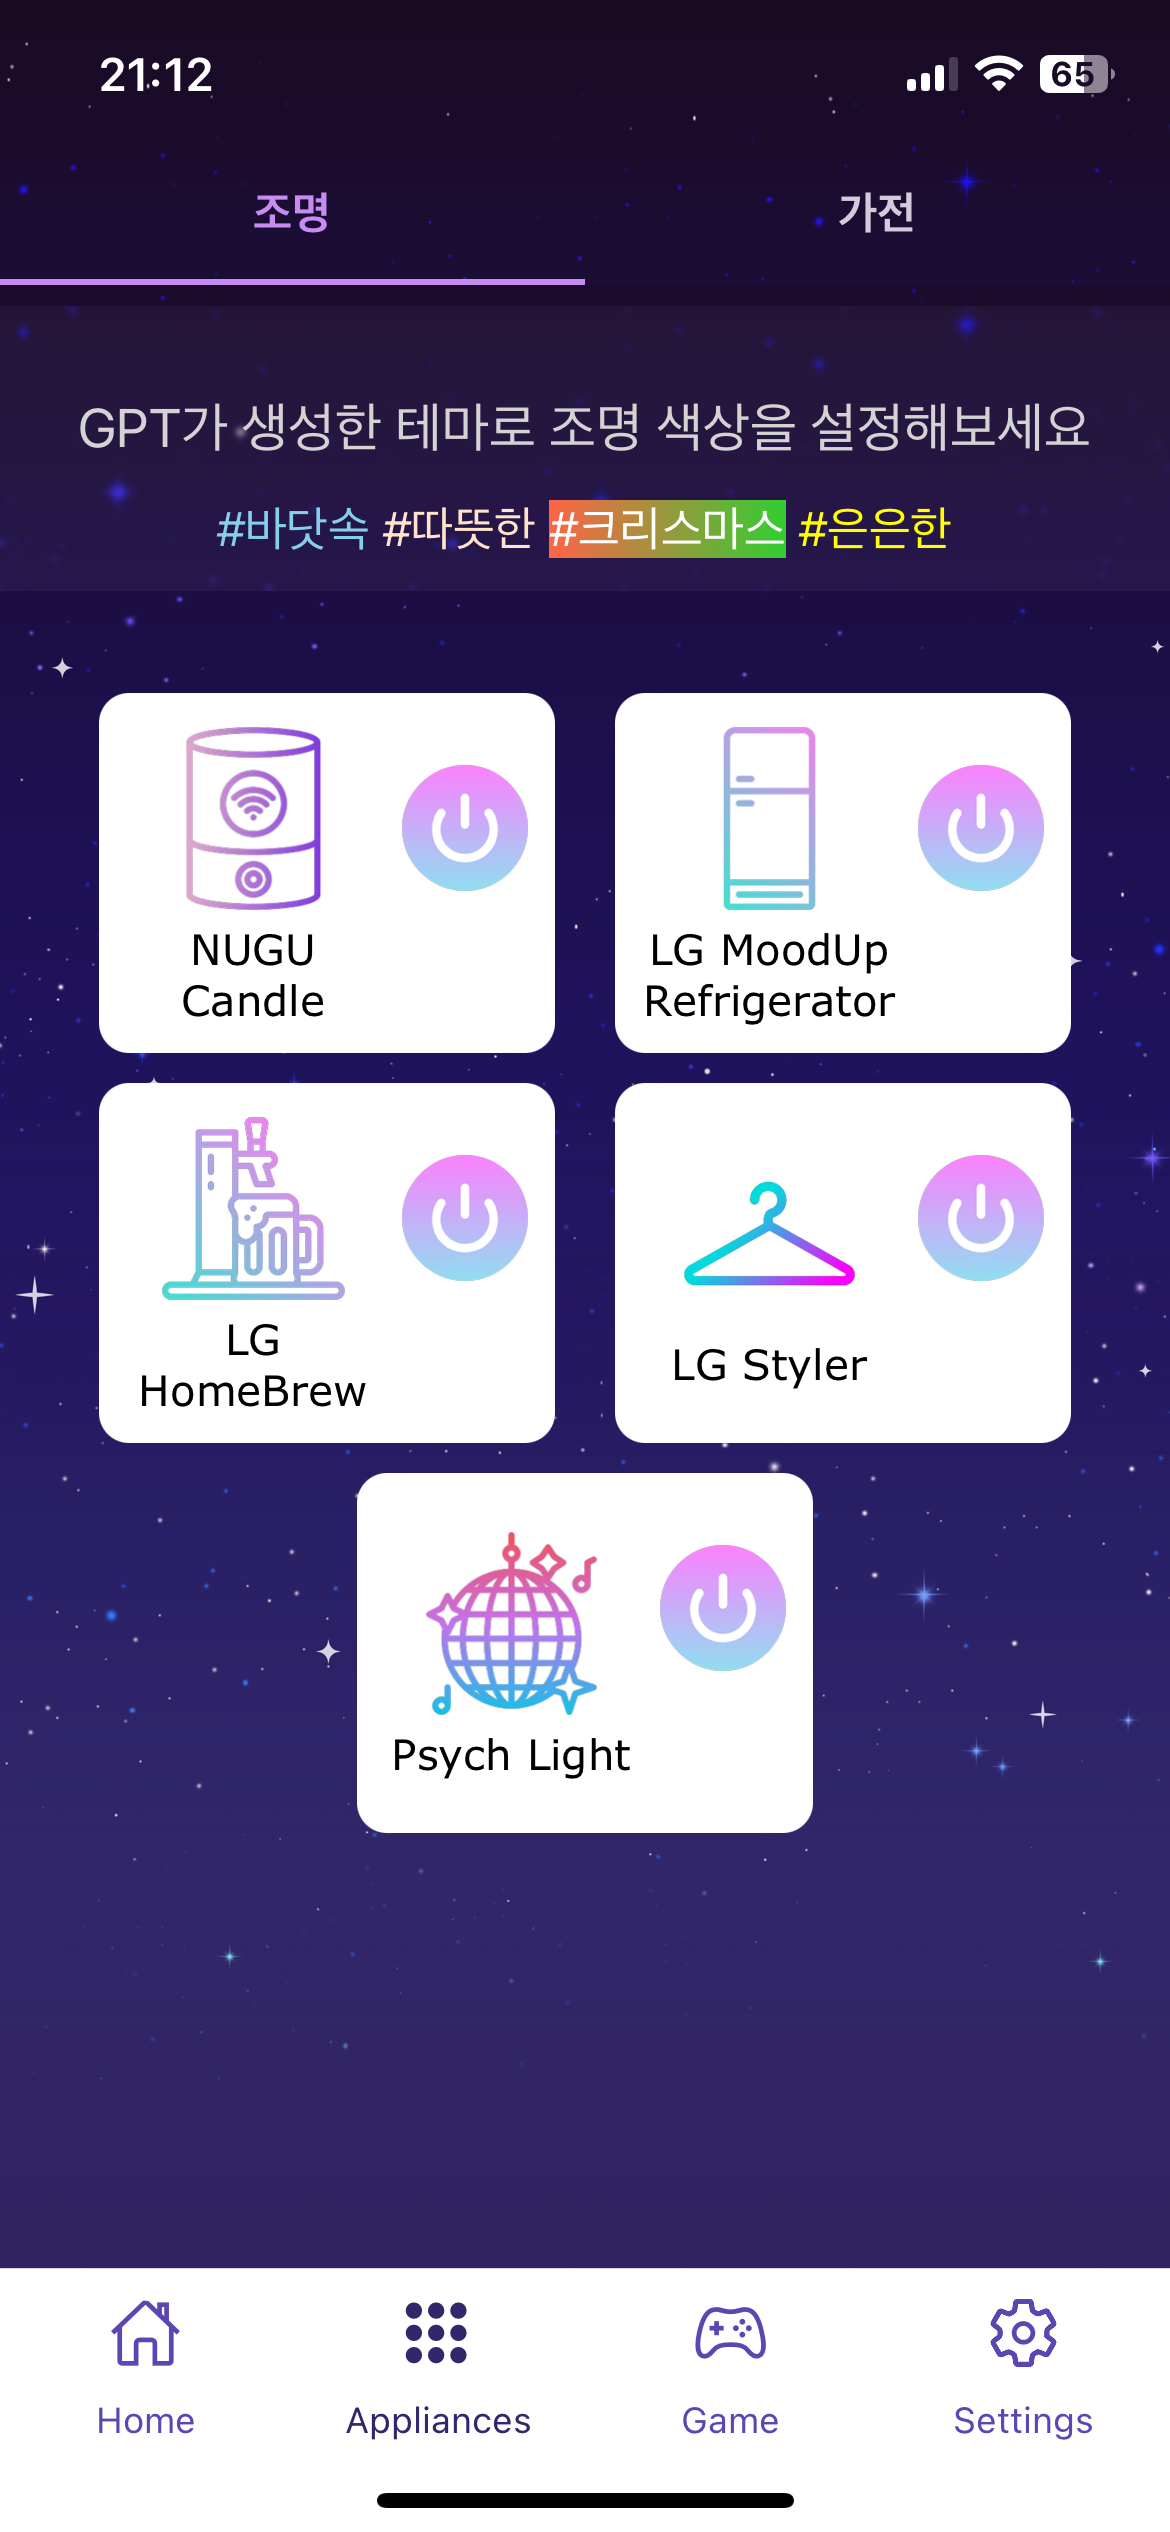 21:12
65
조명
가전
GPT가 생성한 테마로 조명 색상을 설정해보세요
#바닷속 #따뜻한 #크리스마스 #은은한
NUGU
Candle
LG MoodUp
Refrigerator
LG
HomeBrew
LG Styler
Psych Light
Home
Appliances
Game
Settings